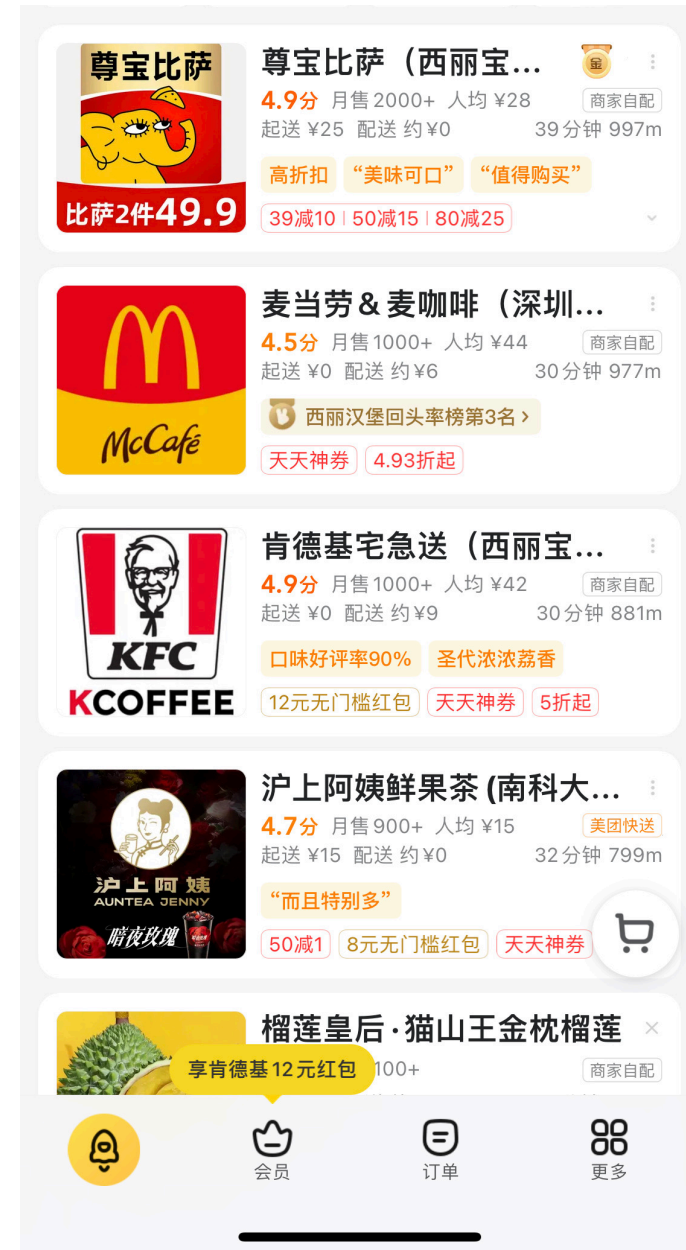 尊宝比萨
比萨2件49.9
尊宝比萨（西丽宝...
金
4.9分 月售2000+ 人均 ¥28
商家自配
起送 ¥25 配送 约¥0
39分钟 997m
高折扣 “美味可口” “值得购买”
39减10 50减15 80减25
McCafé
麦当劳&麦咖啡（深圳...
4.5分 月售1000+ 人均 ¥44
商家自配
起送 ¥0 配送 约¥6
30分钟 977m
西丽汉堡回头率榜第3名
天天神券 4.93折起
KFC
KCOFFEE
肯德基宅急送（西丽宝...
4.9分 月售1000+ 人均 ¥42
商家自配
起送 ¥0 配送 约¥9
30分钟 881m
口味好评率90% 圣代浓浓荔香
12元无门槛红包 天天神券 5折起
沪上阿姨
AUNTEA JENNY
暗夜玫瑰
沪上阿姨鲜果茶(南科大...
4.7分 月售900+ 人均 ¥15
美团快送
起送 ¥15 配送 约¥0
32分钟 799m
“而且特别多”
50减1 8元无门槛红包 天天神券
榴莲皇后·猫山王金枕榴莲
100+
商家自配
享肯德基12元红包
会员
订单
更多